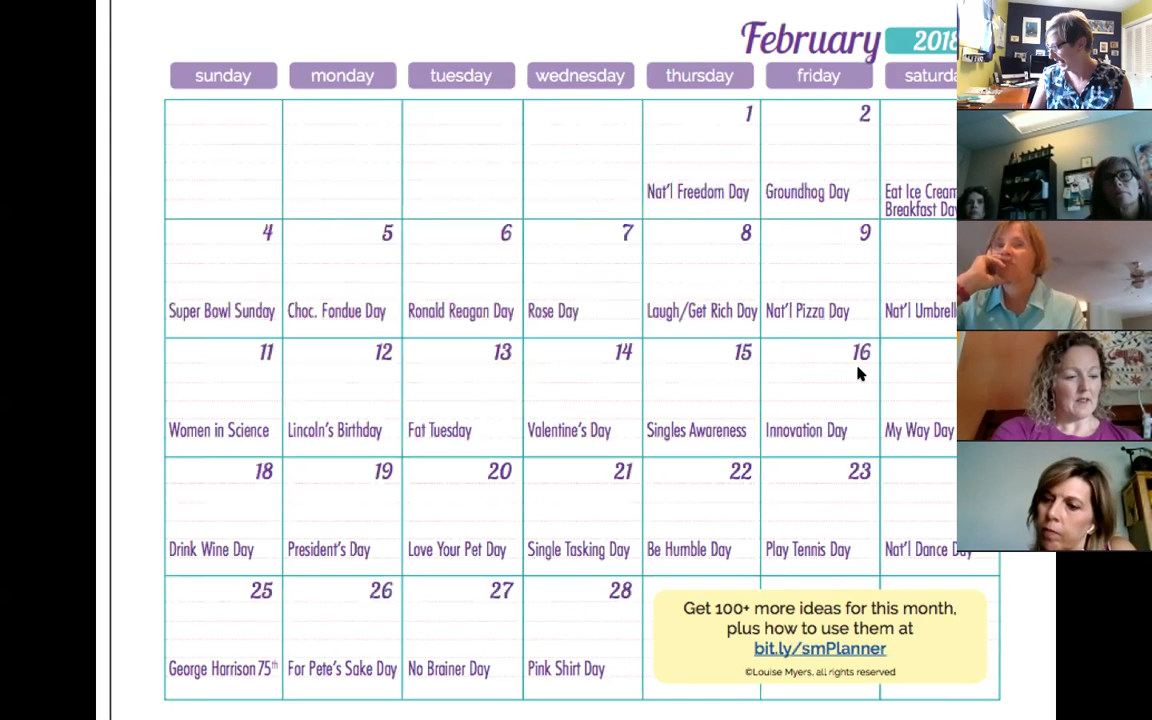 February 2018
sunday monday tuesday wednesday thursday friday saturd
1 2
Nat'l Freedom Day Groundhog Day Eat Ice Cream
Breakfast Da
4 5 6 7 8 9
Super Bowl Sunday Choc. Fondue Day Ronald Reagan Day Rose Day Laugh/Get Rich Day Nat'l Pizza Day Nat'l Umbrel
11 12 13 14 15 16
Women in Science Lincoln's Birthday Fat Tuesday Valentine's Day Singles Awareness Innovation Day My Way Day
18 19 20 21 22 23
Drink Wine Day President's Day Love Your Pet Day Single Tasking Day Be Humble Day Play Tennis Day Nat'l Dance D
25 26 27 28
George Harrison 75th For Pete's Sake Day No Brainer Day Pink Shirt Day
Get 100+ more ideas for this month,
plus how to use them at
bit.ly/smPlanner
©Louise Myers, all rights reserved